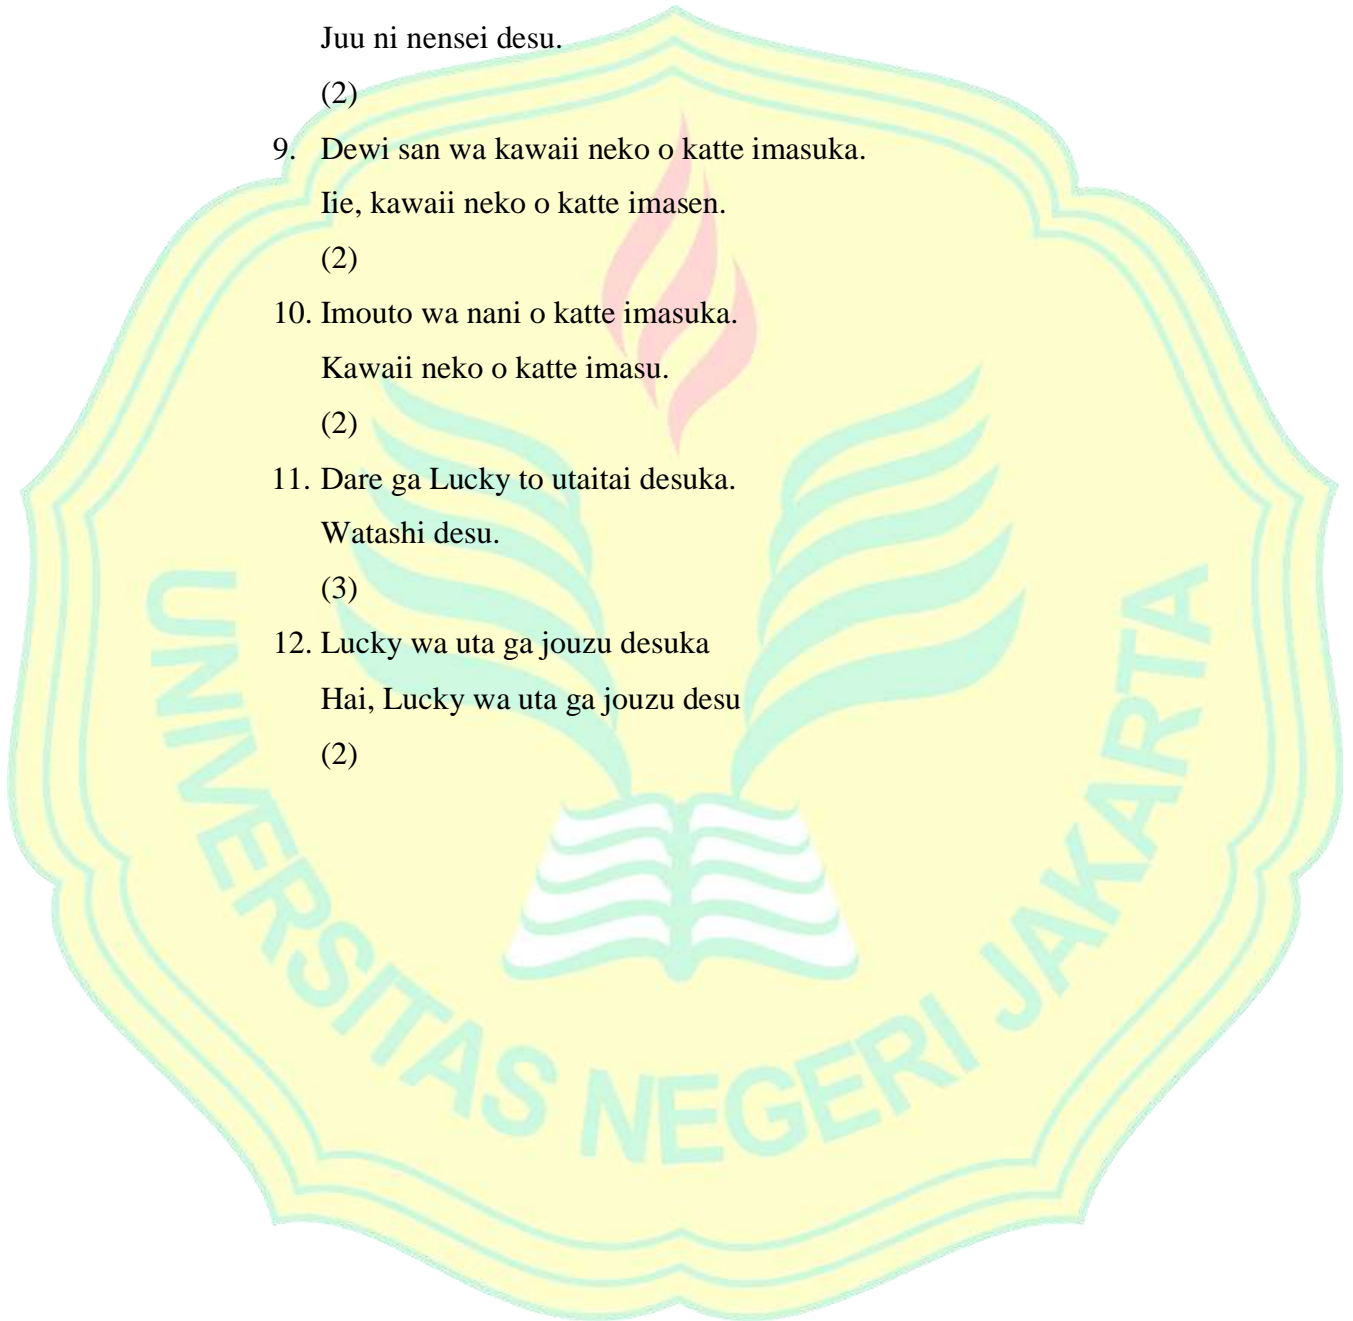 Juu ni nensei desu.
(2)
9. Dewi san wa kawaii neko o katte imasuka.
Iie, kawaii neko o katte imasen.
(2)
10. Imouto wa nani o katte imasuka.
Kawaii neko o katte imasu.
(2)
11. Dare ga Lucky to utaitai desuka.
Watashi desu.
(3)
12. Lucky wa uta ga jouzu desuka
Hai, Lucky wa uta ga jouzu desu
(2)
UNIVERSITAS NEGERI JAKARTA